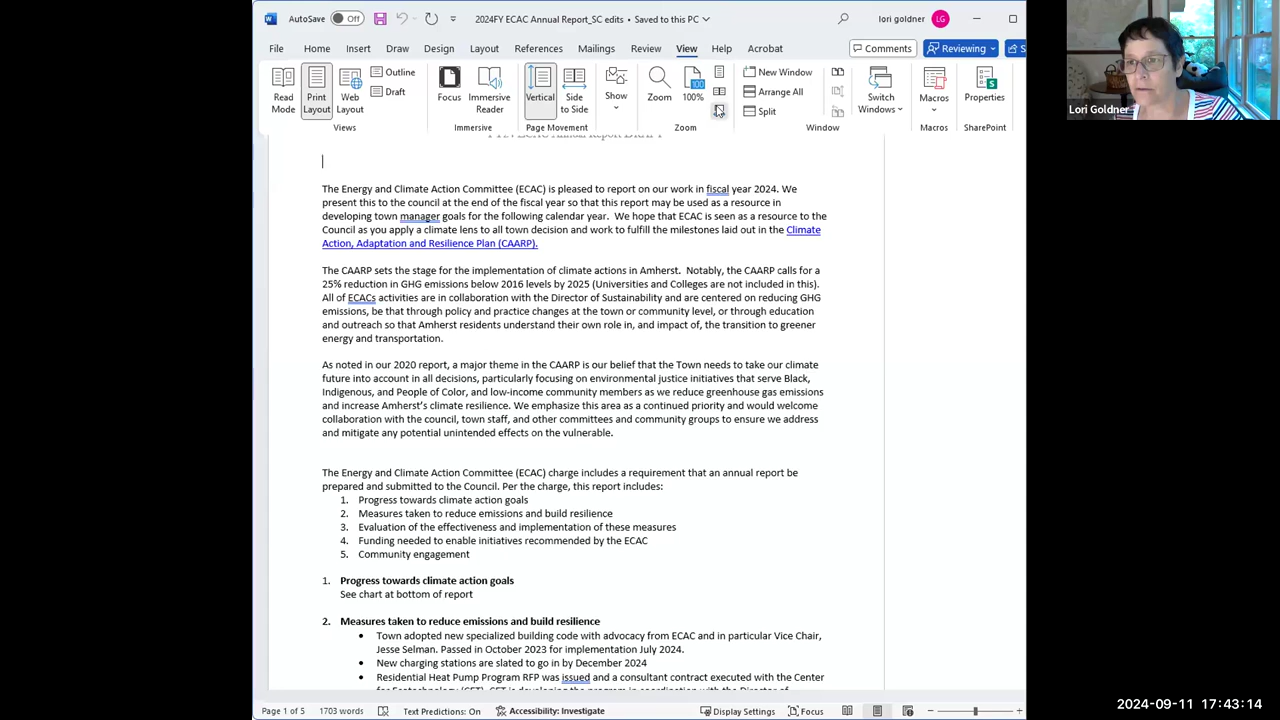 AutoSave Off 2024FY ECAC Annual Report_SC edits • Saved to this PC lori goldner LG
File Home Insert Draw Design Layout References Mailings Review View Help Acrobat Comments Reviewing
Read Mode
Print Layout
Web Layout
Outline
Draft
Views
Focus
Immersive Reader
Immersive
Vertical
Side to Side
Page Movement
Show
Zoom
100
100%
Zoom
New Window
Arrange All
Split
Switch Windows
Window
Macros
Macros
Properties
SharePoint
Lori Goldner
The Energy and Climate Action Committee (ECAC) is pleased to report on our work in fiscal year 2024. We
present this to the council at the end of the fiscal year so that this report may be used as a resource in
developing town manager goals for the following calendar year.  We hope that ECAC is seen as a resource to the
Council as you apply a climate lens to all town decision and work to fulfill the milestones laid out in the Climate
Action, Adaptation and Resilience Plan (CAARP).
The CAARP sets the stage for the implementation of climate actions in Amherst.  Notably, the CAARP calls for a
25% reduction in GHG emissions below 2016 levels by 2025 (Universities and Colleges are not included in this).
All of ECACs activities are in collaboration with the Director of Sustainability and are centered on reducing GHG
emissions, be that through policy and practice changes at the town or community level, or through education
and outreach so that Amherst residents understand their own role in, and impact of, the transition to greener
energy and transportation.
As noted in our 2020 report, a major theme in the CAARP is our belief that the Town needs to take our climate
future into account in all decisions, particularly focusing on environmental justice initiatives that serve Black,
Indigenous, and People of Color, and low-income community members as we reduce greenhouse gas emissions
and increase Amherst's climate resilience. We emphasize this area as a continued priority and would welcome
collaboration with the council, town staff, and other committees and community groups to ensure we address
and mitigate any potential unintended effects on the vulnerable.
The Energy and Climate Action Committee (ECAC) charge includes a requirement that an annual report be
prepared and submitted to the Council. Per the charge, this report includes:
1. Progress towards climate action goals
2. Measures taken to reduce emissions and build resilience
3. Evaluation of the effectiveness and implementation of these measures
4. Funding needed to enable initiatives recommended by the ECAC
5. Community engagement
1. Progress towards climate action goals
See chart at bottom of report
2. Measures taken to reduce emissions and build resilience
• Town adopted new specialized building code with advocacy from ECAC and in particular Vice Chair,
Jesse Selman. Passed in October 2023 for implementation July 2024.
• New charging stations are slated to go in by December 2024
• Residential Heat Pump Program RFP was issued and a consultant contract executed with the Center
Page 1 of 5 1703 words Text Predictions: On Accessibility: Investigate Display Settings Focus
2024-09-11 17:43:14